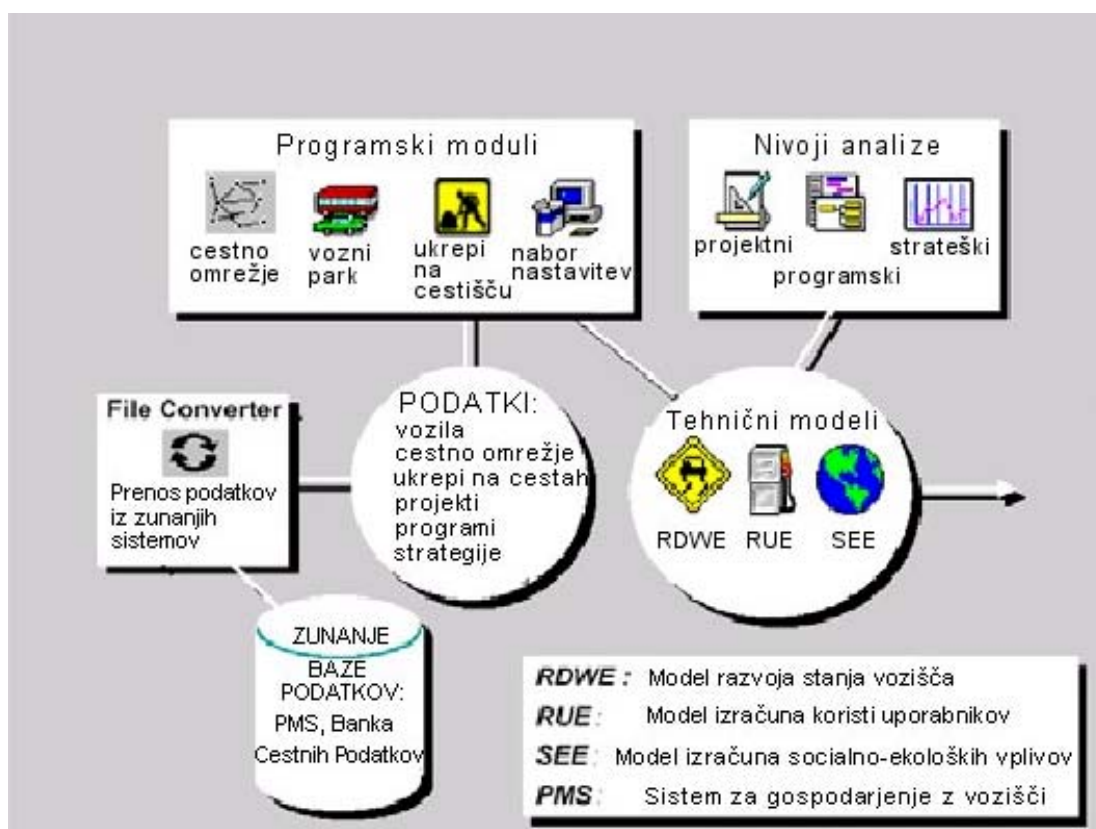 Programski moduli
cestno
omrežje
vozni
park
ukrepi
na
cestišču
nabor
nastavitev
Nivoji analize
projektni
programski
strateški
File Converter
Prenos podatkov
iz zunanjih
sistemov
PODATKI:
vozila
cestno omrežje
ukrepi na cestah
projekti
programi
strategije
Tehnični modeli
RDWE RUE SEE
ZUNANJE
BAZE
PODATKOV:
PMS, Banka
Cestnih Podatkov
RDWE : Model razvoja stanja vozišča
RUE : Model izračuna koristi uporabnikov
SEE : Model izračuna socialno-ekoloških vplivov
PMS : Sistem za gospodarjenje z vozišči